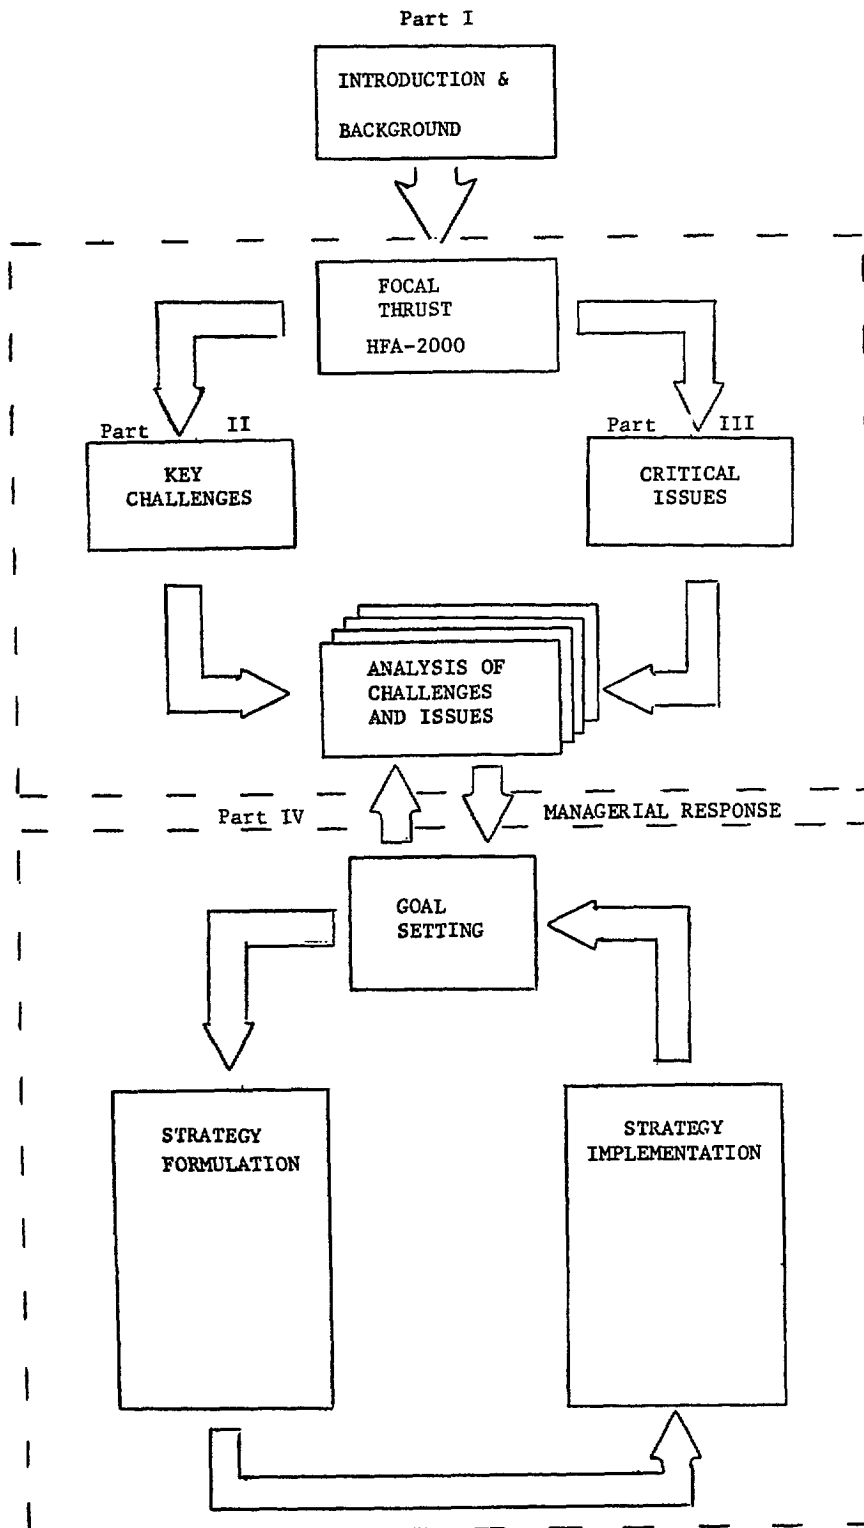 Part I
INTRODUCTION &
BACKGROUND
FOCAL
THRUST
HFA-2000
Part II
KEY
CHALLENGES
Part III
CRITICAL
ISSUES
ANALYSIS OF
CHALLENGES
AND ISSUES
Part IV
MANAGERIAL RESPONSE
GOAL
SETTING
STRATEGY
FORMULATION
STRATEGY
IMPLEMENTATION